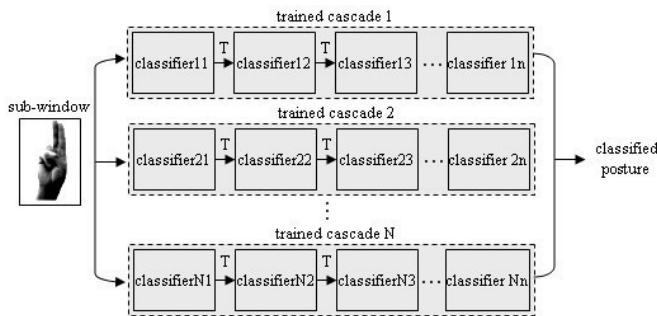 trained cascade 1
T T
classifier11 classifier12 classifier13 ··· classifier 1n
sub-window
trained cascade 2
T T
classifier21 classifier22 classifier23 ··· classifier 2n
classified
posture
trained cascade N
T T
classifierN1 classifierN2 classifierN3 ··· classifier Nn